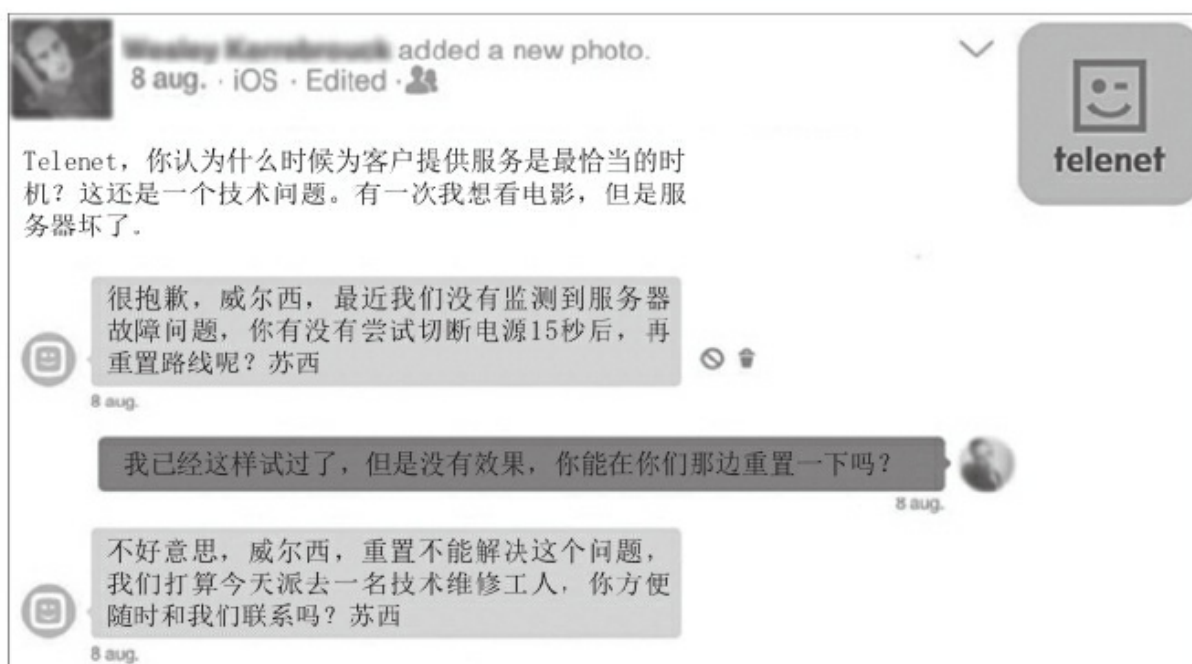 added a new photo.
8 aug. · iOS · Edited ·
telenet
Telenet，你认为什么时候为客户提供服务是最恰当的时
机？这还是一个技术问题。有一次我想看电影，但是服
务器坏了。
很抱歉，威尔西，最近我们没有监测到服务器
故障问题，你有没有尝试切断电源15秒后，再
重置路线呢？苏西
8 aug.
我已经这样试过了，但是没有效果，你能在你们那边重置一下吗？
8 aug.
不好意思，威尔西，重置不能解决这个问题，
我们打算今天派去一名技术维修工人，你方便
随时和我们联系吗？苏西
8 aug.